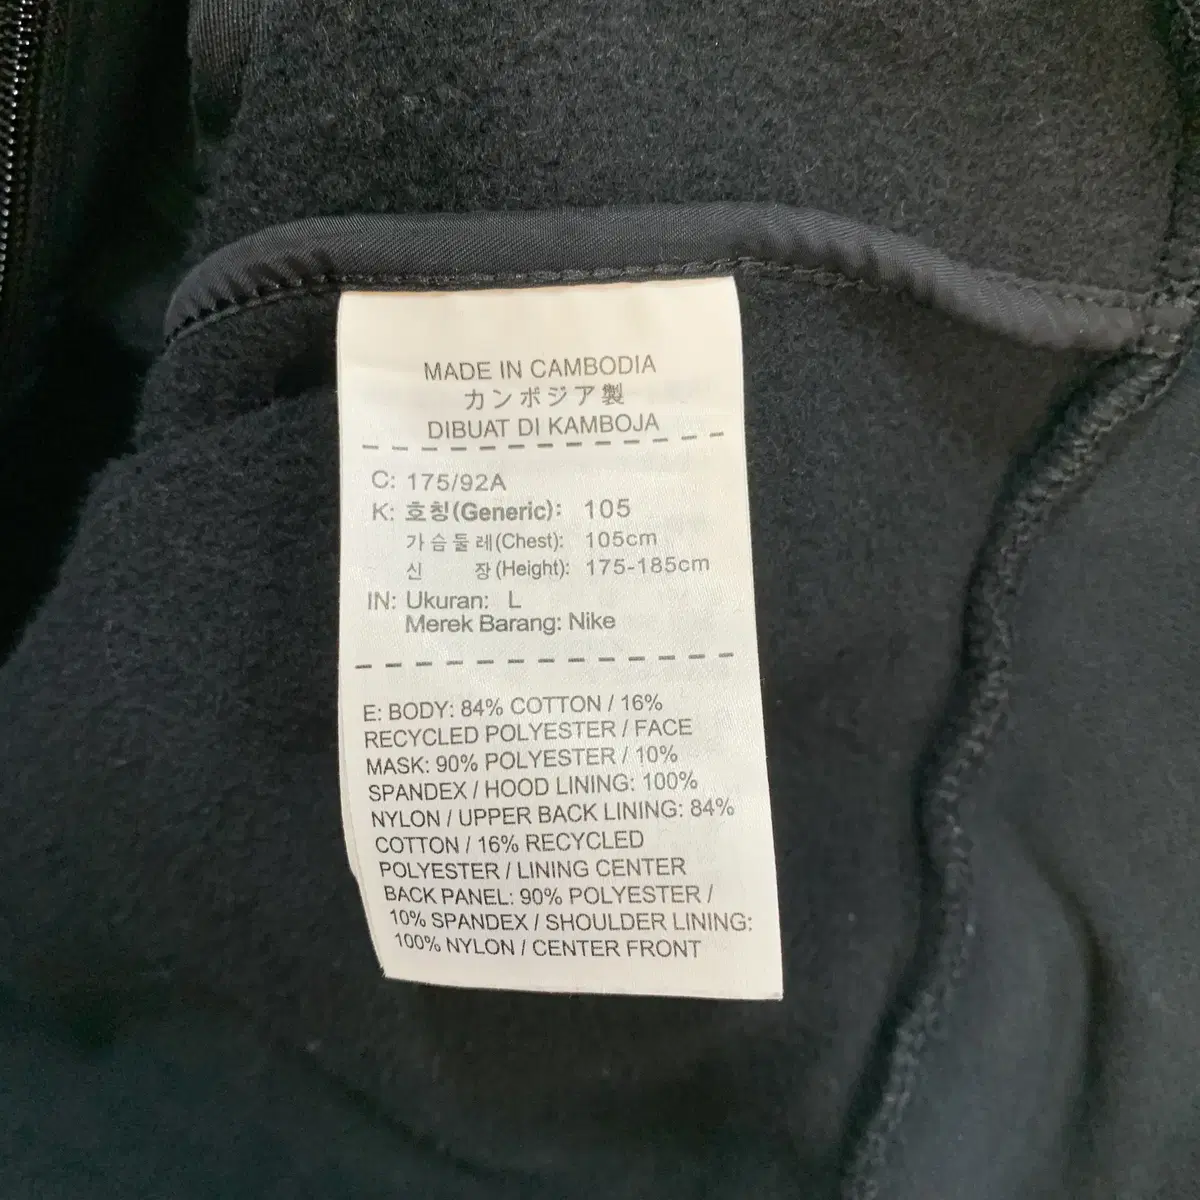 MADE IN CAMBODIA
カンボジア製
DIBUAT DI KAMBOJA
C: 175/92A
K: 호칭(Generic): 105
가슴둘레(Chest): 105cm
신 장(Height): 175-185cm
IN: Ukuran: L
Merek Barang: Nike
E: BODY: 84% COTTON / 16%
RECYCLED POLYESTER / FACE
MASK: 90% POLYESTER / 10%
SPANDEX / HOOD LINING: 100%
NYLON / UPPER BACK LINING: 84%
COTTON / 16% RECYCLED
POLYESTER / LINING CENTER
BACK PANEL: 90% POLYESTER /
10% SPANDEX / SHOULDER LINING:
100% NYLON / CENTER FRONT